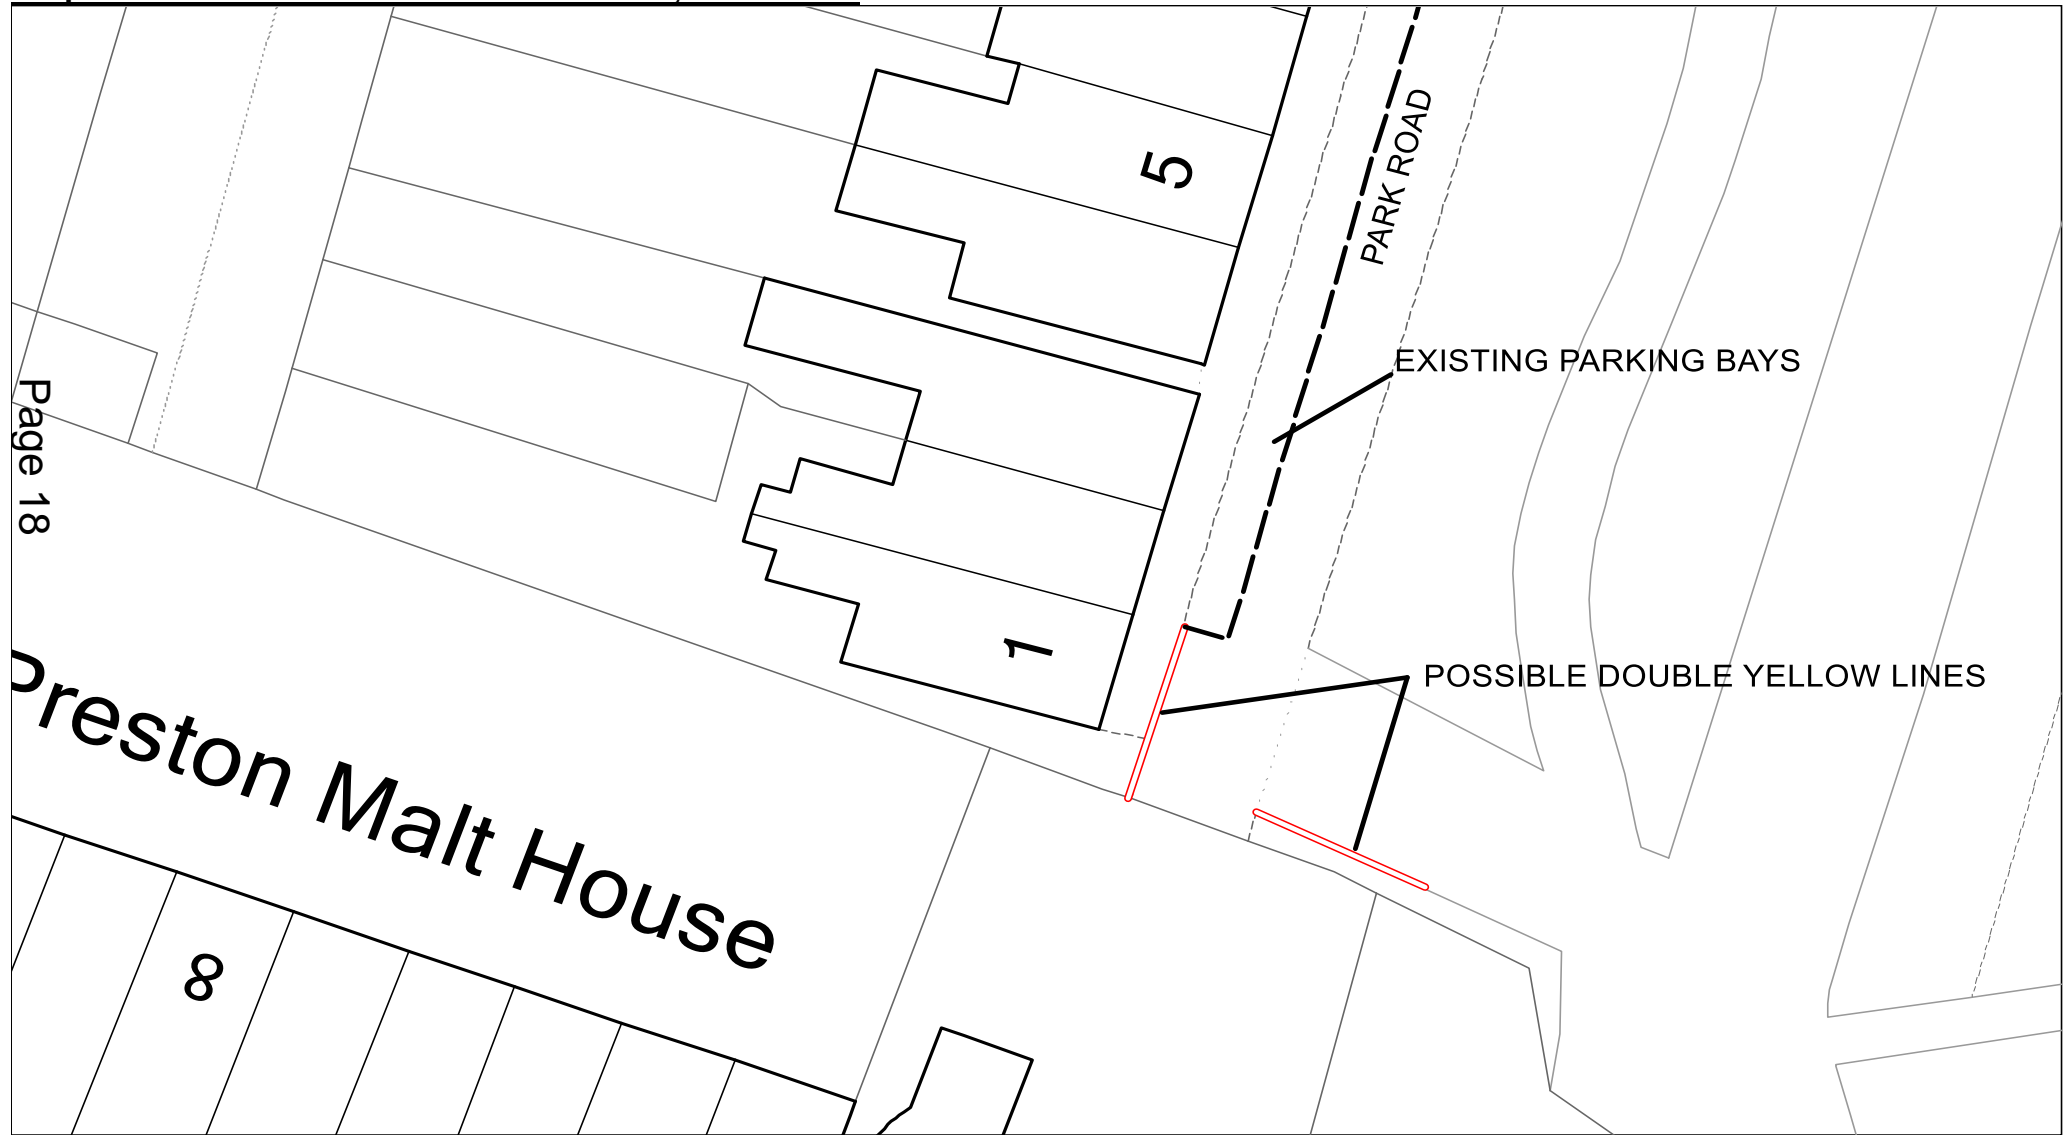 5
PARK ROAD
EXISTING PARKING BAYS
Page 18
1
POSSIBLE DOUBLE YELLOW LINES
Preston Malt House
8